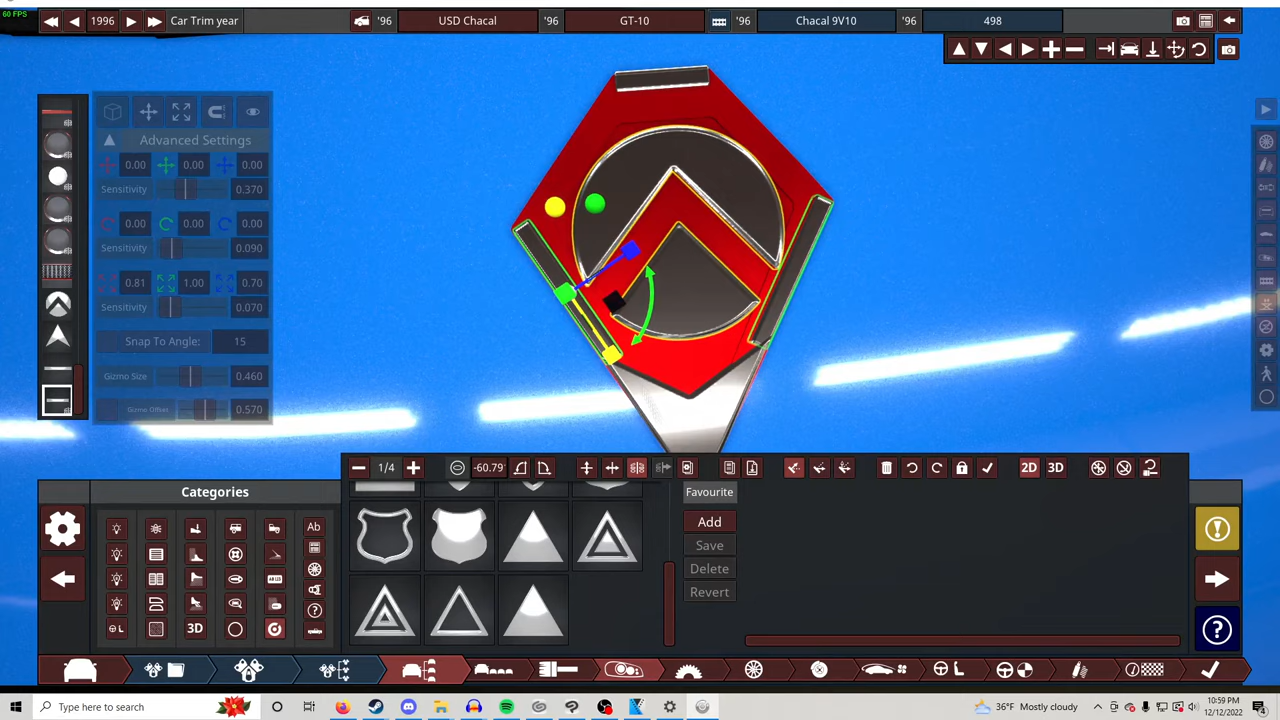 60 FPS
1996
Car Trim year
'96
USD Chacal
'96
GT-10
'96
Chacal 9V10
'96
498
Advanced Settings
0.00
0.00
0.00
Sensitivity
0.370
0.00
0.00
0.00
Sensitivity
0.090
0.81
1.00
0.70
Sensitivity
0.070
Snap To Angle:
15
Gizmo Size
0.460
Gizmo Offset
0.570
1/4
-60.79
2D
3D
Categories
Favourite
Add
Save
Delete
Revert
Ab
L
3D
?
!
?
L
Type here to search
36°F Mostly cloudy
10:59 PM
12/12/2022
4